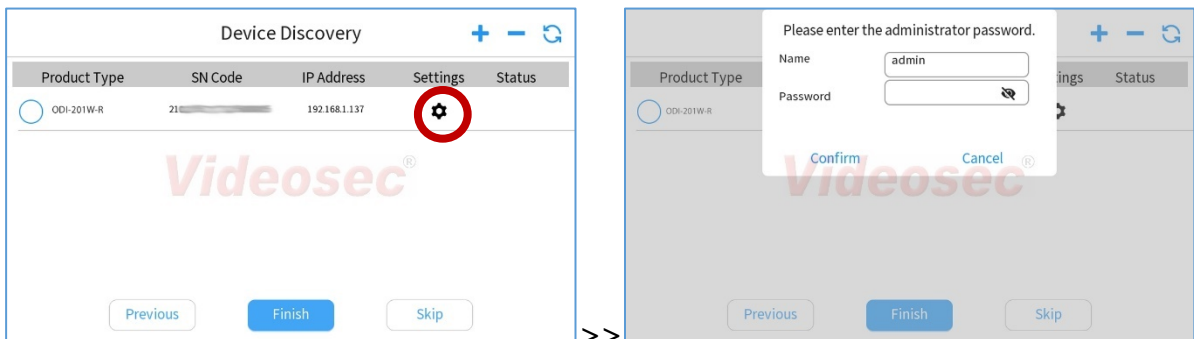 Device Discovery
Product Type SN Code IP Address Settings Status
ODI-201W-R 21 192.168.1.137
Videosec®
Previous Finish Skip
>>
Please enter the administrator password.
Name admin
Password
Confirm Cancel
Product Type ings Status
ODI-201W-R
Videosec®
Previous Finish Skip